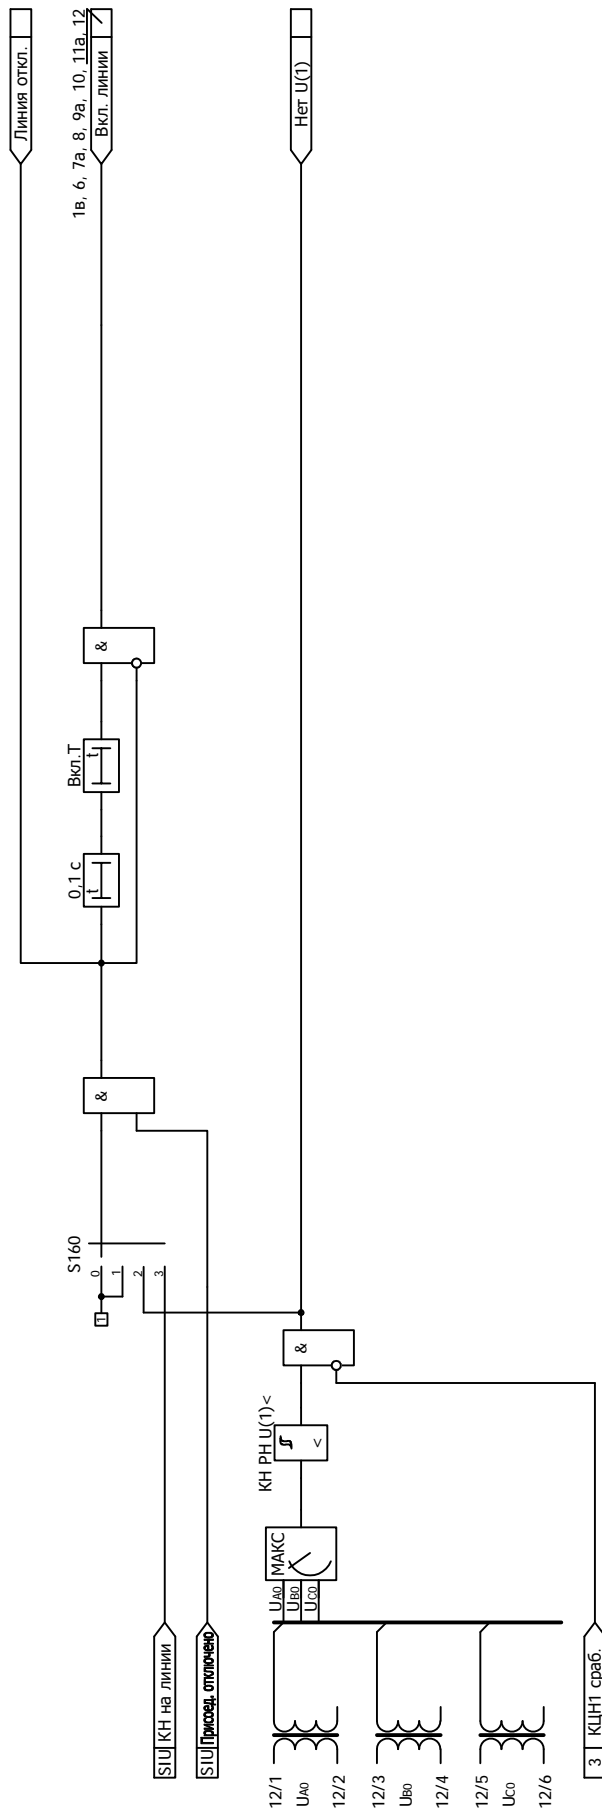 Линия откл.
1в, 6, 7а, 8, 9а, 10, 11а, 12
Вкл. линии
Нет U(1)
&
Вкл.Т
t
0,1 с
t
&
S160
0
1
2
3
1
&
КН РН U(1)<
<
МАКС
UA0
UB0
UC0
SIU КН на линии
SIU Присоед. отключено
12/1
UA0
12/2
12/3
UB0
12/4
12/5
UC0
12/6
3 КЦН1 сраб.